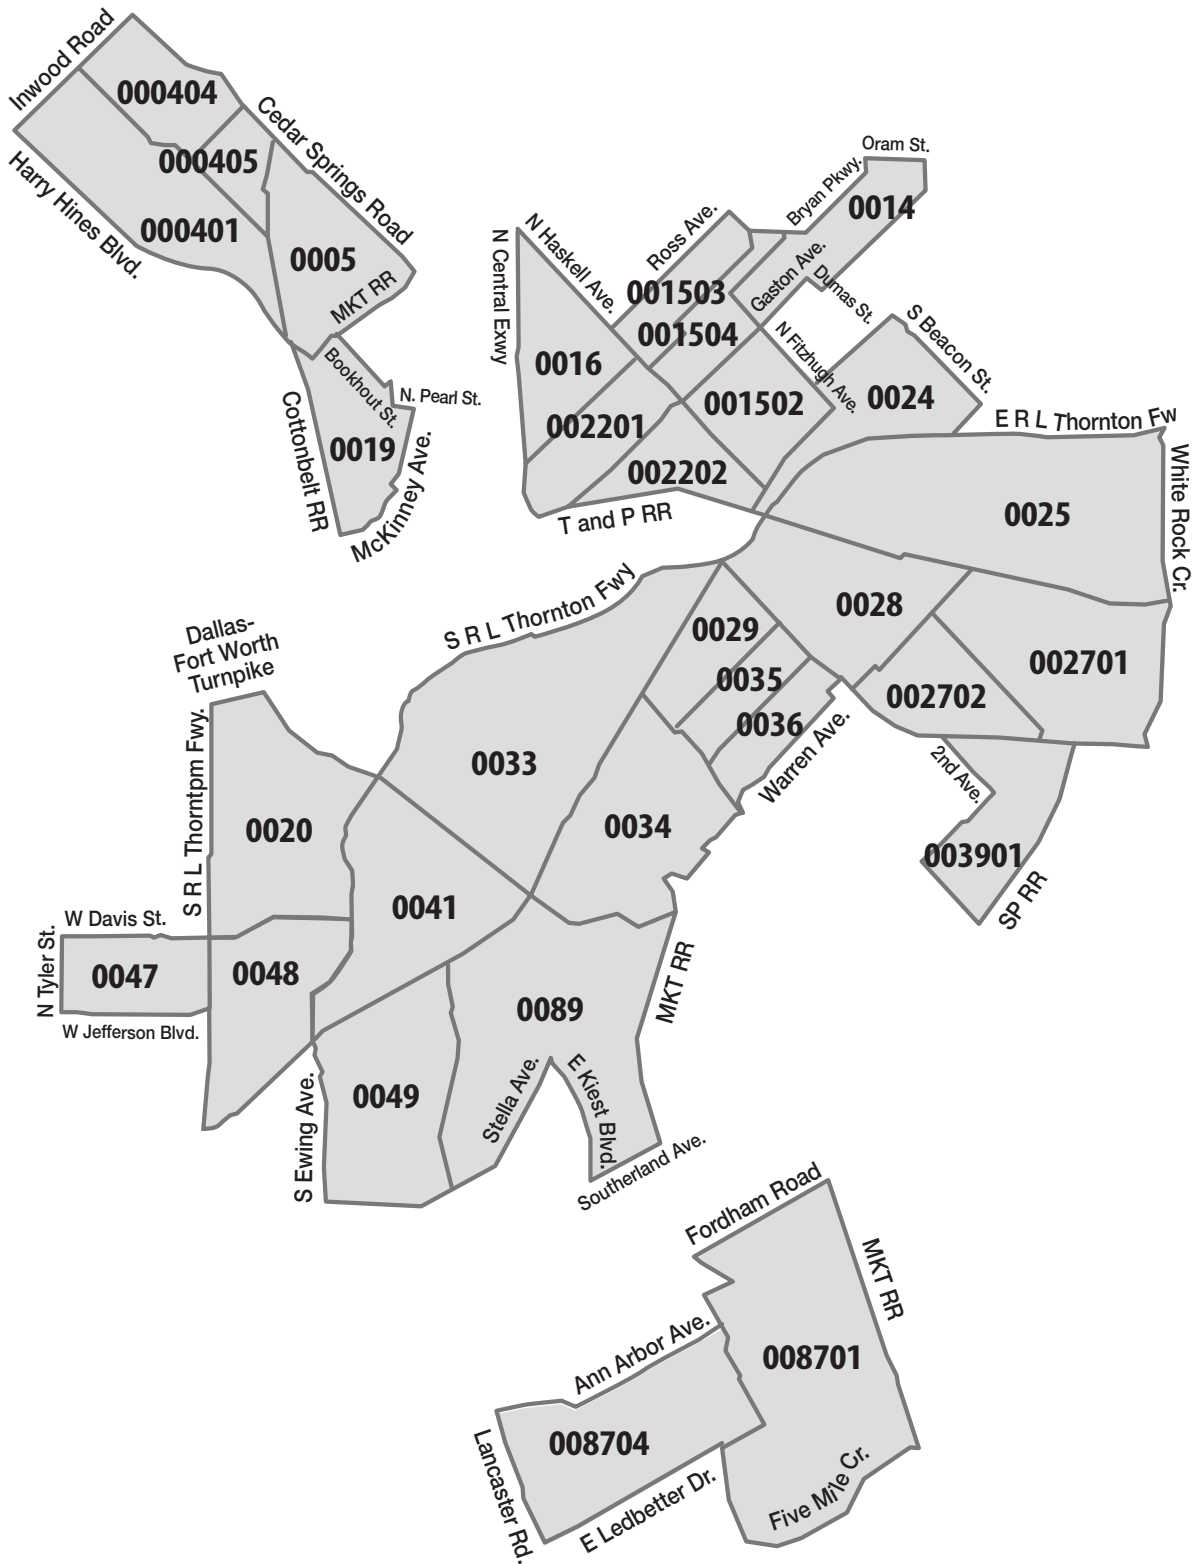 Inwood Road
000404
Cedar Springs Road
000405
Harry Hines Blvd.
000401
0005
MKT RR
Bookhout St.
N. Pearl St.
0019
Cottonbelt RR
McKinney Ave.
Oram St.
Bryan Pkwy.
0014
Ross Ave.
N Haskell Ave.
N Central Exwy
Gaston Ave.
Dumas St.
001503
001504
S Beacon St.
N Fitzhugh Ave.
0016
001502
0024
002201
E R L Thornton Fw
002202
White Rock Cr.
T and P RR
0025
S R L Thornton Fwy
0028
0029
002701
0035
002702
0036
Warren Ave.
2nd Ave.
003901
SP RR
Dallas-
Fort Worth
Turnpike
S R L Thorntpm Fwy.
0033
0020
0034
0041
W Davis St.
N Tyler St.
0047
0048
W Jefferson Blvd.
0089
MKT RR
S Ewing Ave.
0049
Stella Ave.
E Kiest Blvd.
Southerland Ave.
Fordham Road
MKT RR
Ann Arbor Ave.
008701
008704
Lancaster Rd.
E Ledbetter Dr.
Five Mile Cr.